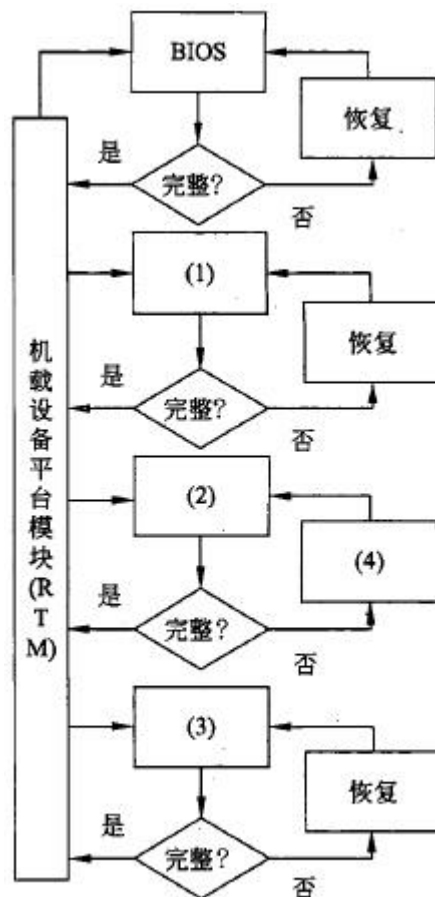 BIOS
恢复
是
完整?
否
(1)
恢复
是
完整?
否
机载设备平台模块(RTM)
(2)
(4)
是
完整?
否
(3)
恢复
是
完整?
否